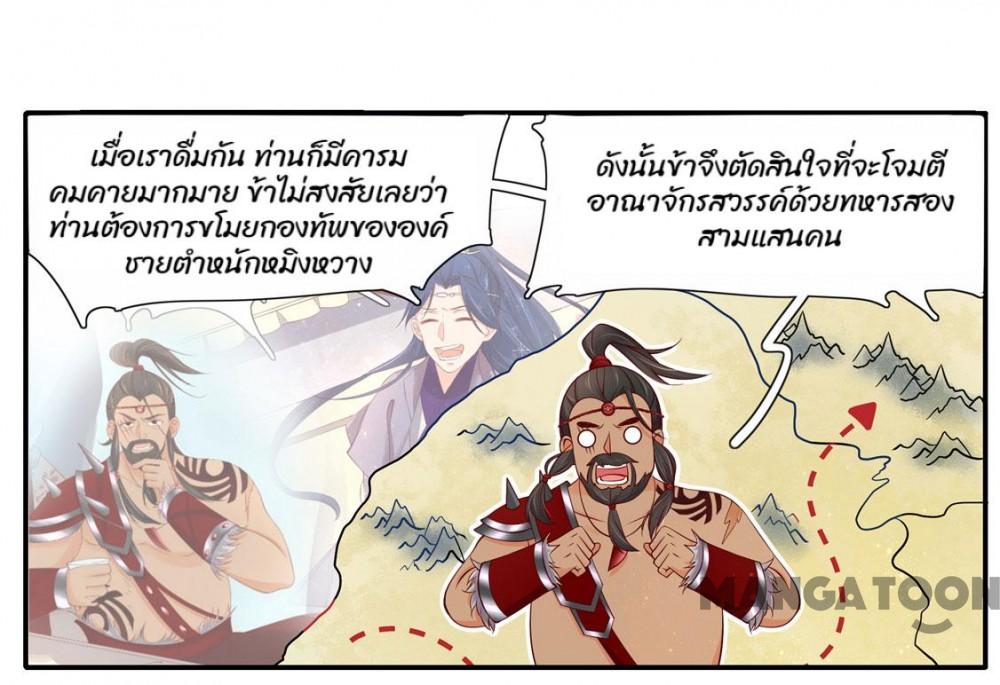 เมื่อเราดื่มกัน ท่านก็มีคารม
คมคายมากมาย ข้าไม่สงสัยเลยว่า
ท่านต้องการขโมยกองทัพขององค์
ชายตำหนักหมิงหวาง
ดังนั้นข้าจึงตัดสินใจที่จะโจมตี
อาณาจักรสวรรค์ด้วยทหารสอง
สามแสนคน
MANGATOON